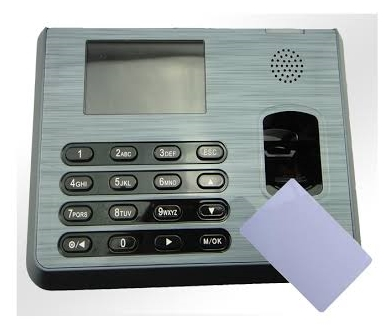 1 2ABC 3DEF ESC
4GHI 5JKL 6MNO ▲
7PQRS 8TUV 9WXYZ ▼
⊙/◀ 0 ▶ M/OK